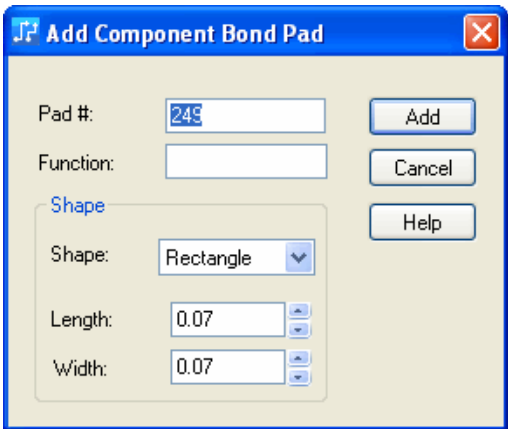 Add Component Bond Pad
Pad #: 249 Add
Function: Cancel
Shape Help
Shape: Rectangle
Length: 0.07
Width: 0.07